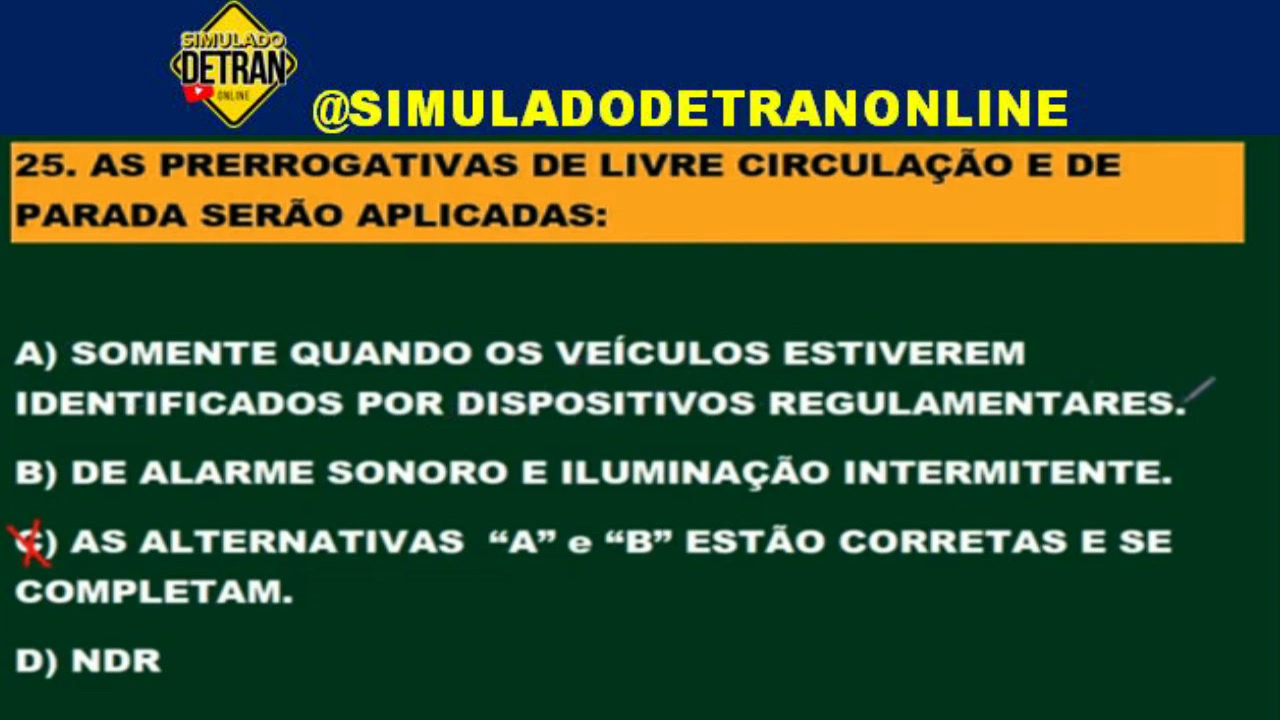 SIMULADO
DETRAN
ONLINE
@SIMULADODETRANONLINE
25. AS PRERROGATIVAS DE LIVRE CIRCULAÇÃO E DE
PARADA SERÃO APLICADAS:
A) SOMENTE QUANDO OS VEÍCULOS ESTIVEREM
IDENTIFICADOS POR DISPOSITIVOS REGULAMENTARES.
B) DE ALARME SONORO E ILUMINAÇÃO INTERMITENTE.
C) AS ALTERNATIVAS “A” e “B” ESTÃO CORRETAS E SE
COMPLETAM.
D) NDR